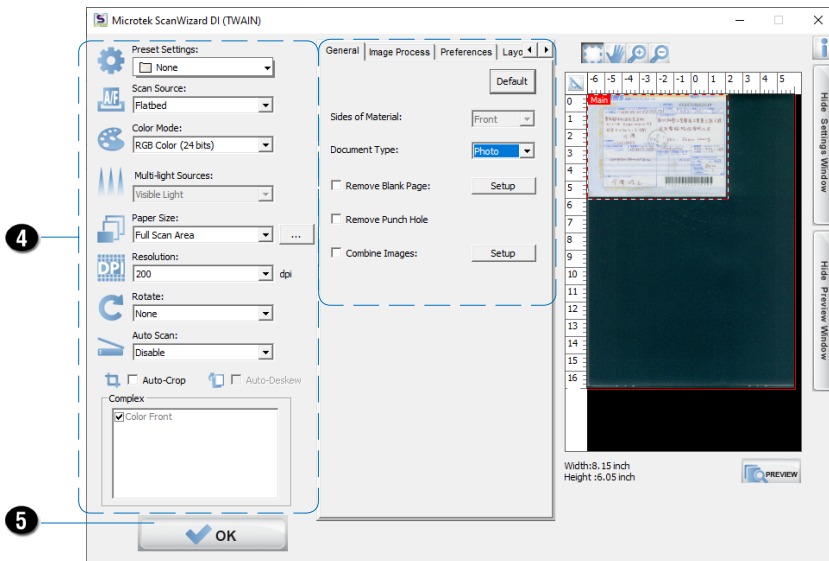 Microtek ScanWizard DI (TWAIN)
Preset Settings:
None
Scan Source:
A/F
Flatbed
Color Mode:
RGB Color (24 bits)
Multi-light Sources:
Visible Light
Paper Size:
4
Full Scan Area
...
Resolution:
DPI
200
dpi
Rotate:
None
Auto Scan:
Disable
Auto-Crop
Auto-Deskew
Complex
Color Front
5
OK
General
Image Process
Preferences
Layo
Default
Sides of Material:
Front
Document Type:
Photo
Remove Blank Page:
Setup
Remove Punch Hole
Combine Images:
Setup
-6 -5 -4 -3 -2 -1 0 1 2 3 4 5
0
Main
1
2
3
4
5
6
7
8
9
10
11
12
13
14
15
16
Width:8.15 inch
Height :6.05 inch
PREVIEW
Hide Settings Window
Hide Preview Window